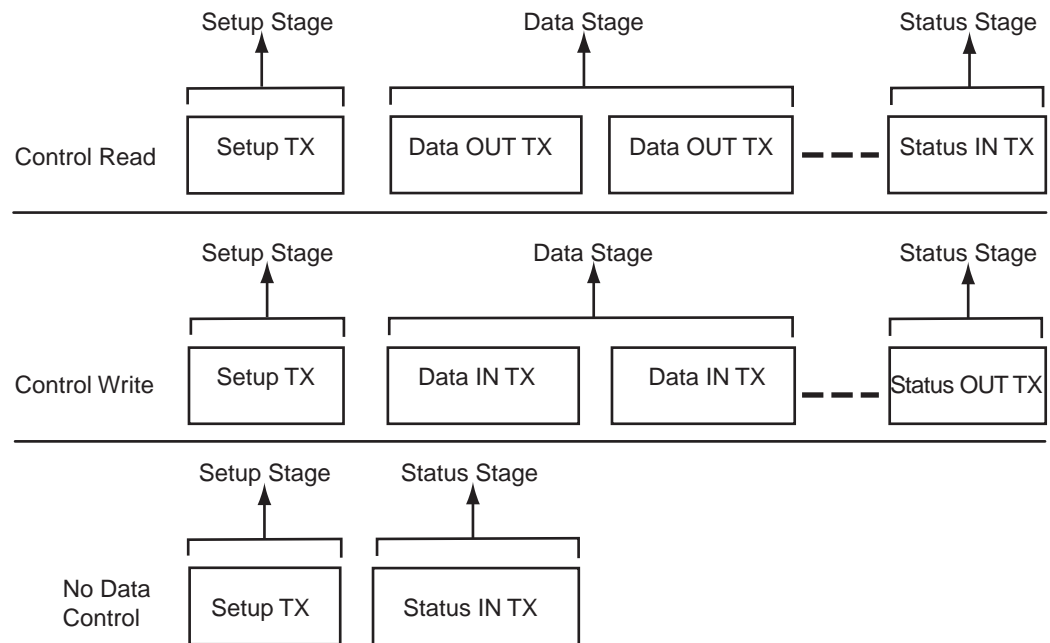 Setup Stage Data Stage Status Stage
Control Read Setup TX Data OUT TX Data OUT TX Status IN TX
Setup Stage Data Stage Status Stage
Control Write Setup TX Data IN TX Data IN TX Status OUT TX
Setup Stage Status Stage
No Data
Control Setup TX Status IN TX